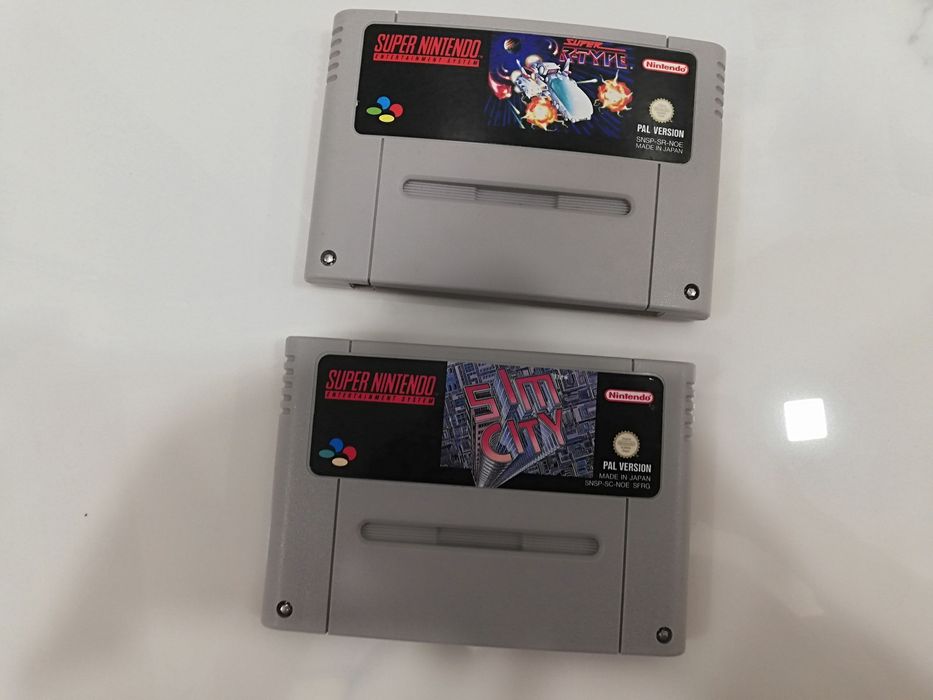 SUPER NINTENDO
ENTERTAINMENT SYSTEM
SUPER
R-TYPE
Nintendo
PAL VERSION
SNSP-SR-NOE
MADE IN JAPAN
SUPER NINTENDO
ENTERTAINMENT SYSTEM
SIM
CITY
Nintendo
PAL VERSION
MADE IN JAPAN
SNSP-SC-NOE SFRG